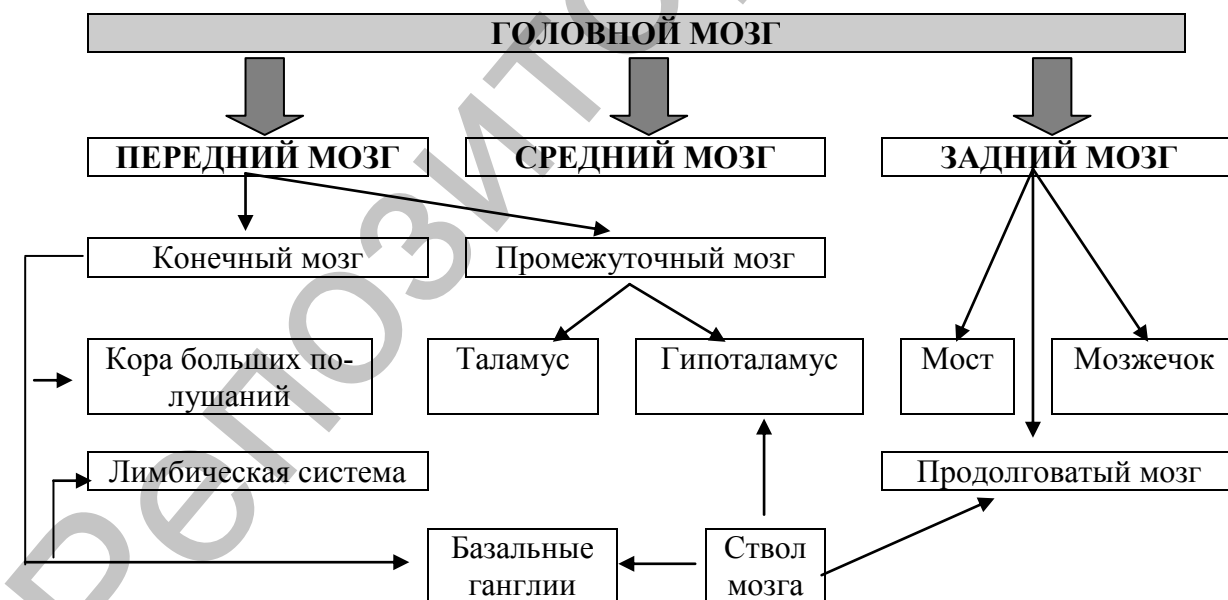 ГОЛОВНОЙ МОЗГ
ПЕРЕДНИЙ МОЗГ
СРЕДНИЙ МОЗГ
ЗАДНИЙ МОЗГ
Конечный мозг
Промежуточный мозг
Кора больших по-
лушаний
Таламус
Гипоталамус
Мост
Мозжечок
Лимбическая система
Продолговатый мозг
Базальные
ганглии
Ствол
мозга